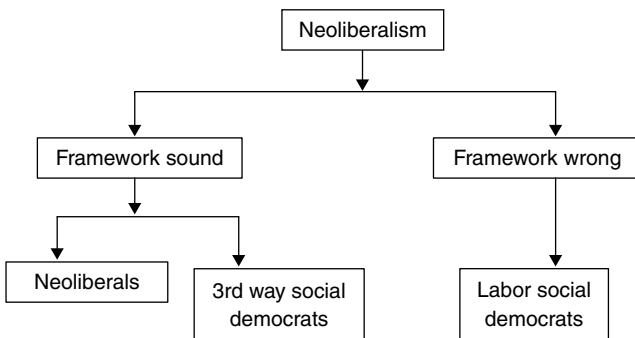 Neoliberalism
Framework sound
Framework wrong
Neoliberals
3rd way social
democrats
Labor social
democrats